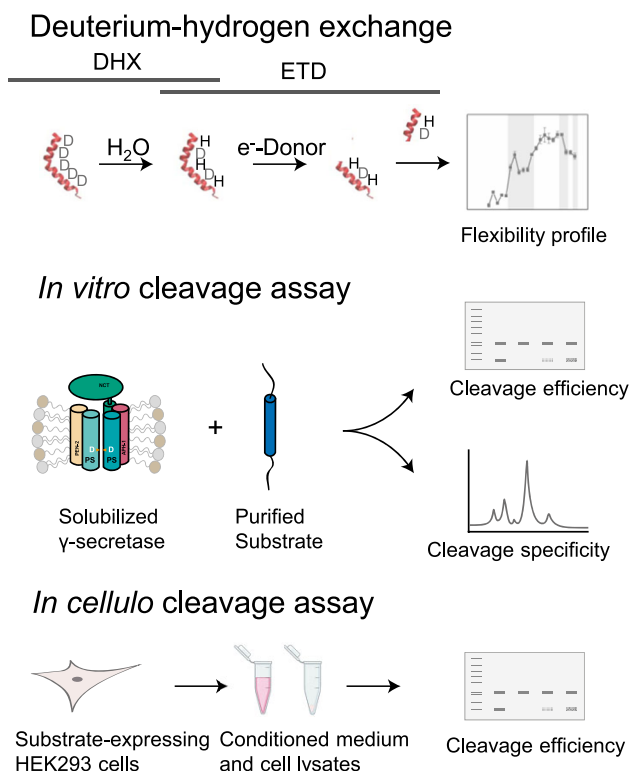 Deuterium-hydrogen exchange
DHX
ETD
D
D
D
D
D
H₂O
H
D
H
D
H
e⁻-Donor
H
D
H
H
D
Flexibility profile
In vitro cleavage assay
NCT
PEN-2
D
D
PS
PS
APH-1
+
Cleavage efficiency
Solubilized
γ-secretase
Purified
Substrate
Cleavage specificity
In cellulo cleavage assay
Substrate-expressing
HEK293 cells
Conditioned medium
and cell lysates
Cleavage efficiency